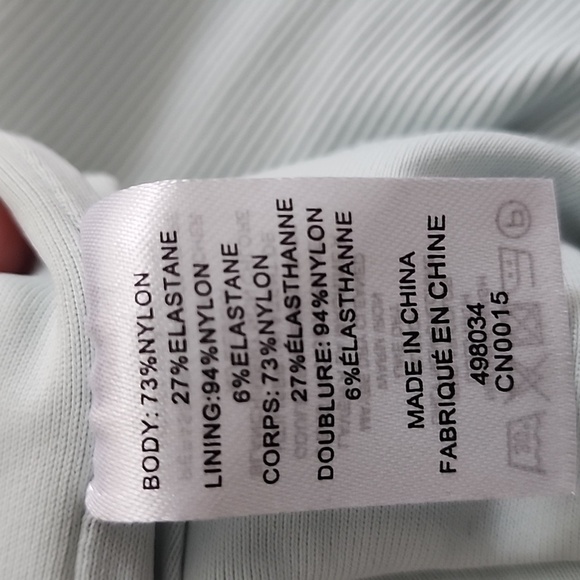 BODY: 73%NYLON
27%ELASTANE
LINING:94%NYLON
6%ELASTANE
CORPS: 73%NYLON
27%ÉLASTHANNE
DOUBLURE: 94%NYLON
6%ÉLASTHANNE
MADE IN CHINA
FABRIQUÉ EN CHINE
498034
CN0015